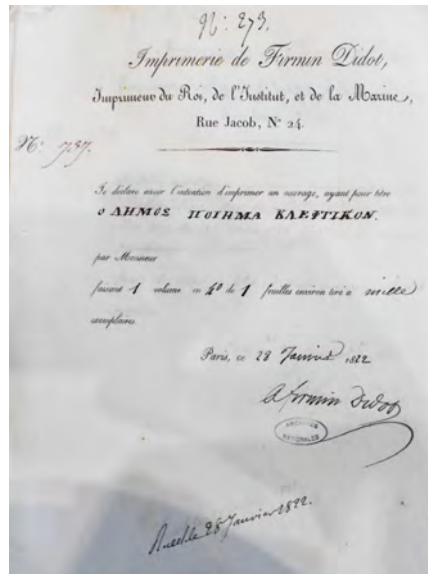 N°: 273.
Imprimerie de Firmin Didot,
Imprimeur du Roi, de l'Institut, et de la Marine,
Rue Jacob, N° 24.
N°: 737.
Je déclare avoir l'intention d'imprimer un ouvrage, ayant pour titre
Ο ΔΗΜΟΣ ΠΟΙΗΜΑ ΚΛΕΦΤΙΚΟΝ.
par Monsieur
faisant 1 volume in 4° de 1 feuilles environ tiré à mille
exemplaires
Paris, ce 28 Janvier 1822
A firmin Didot
ARCHIVES
NATIONALES
le 28 Janvier 1822.